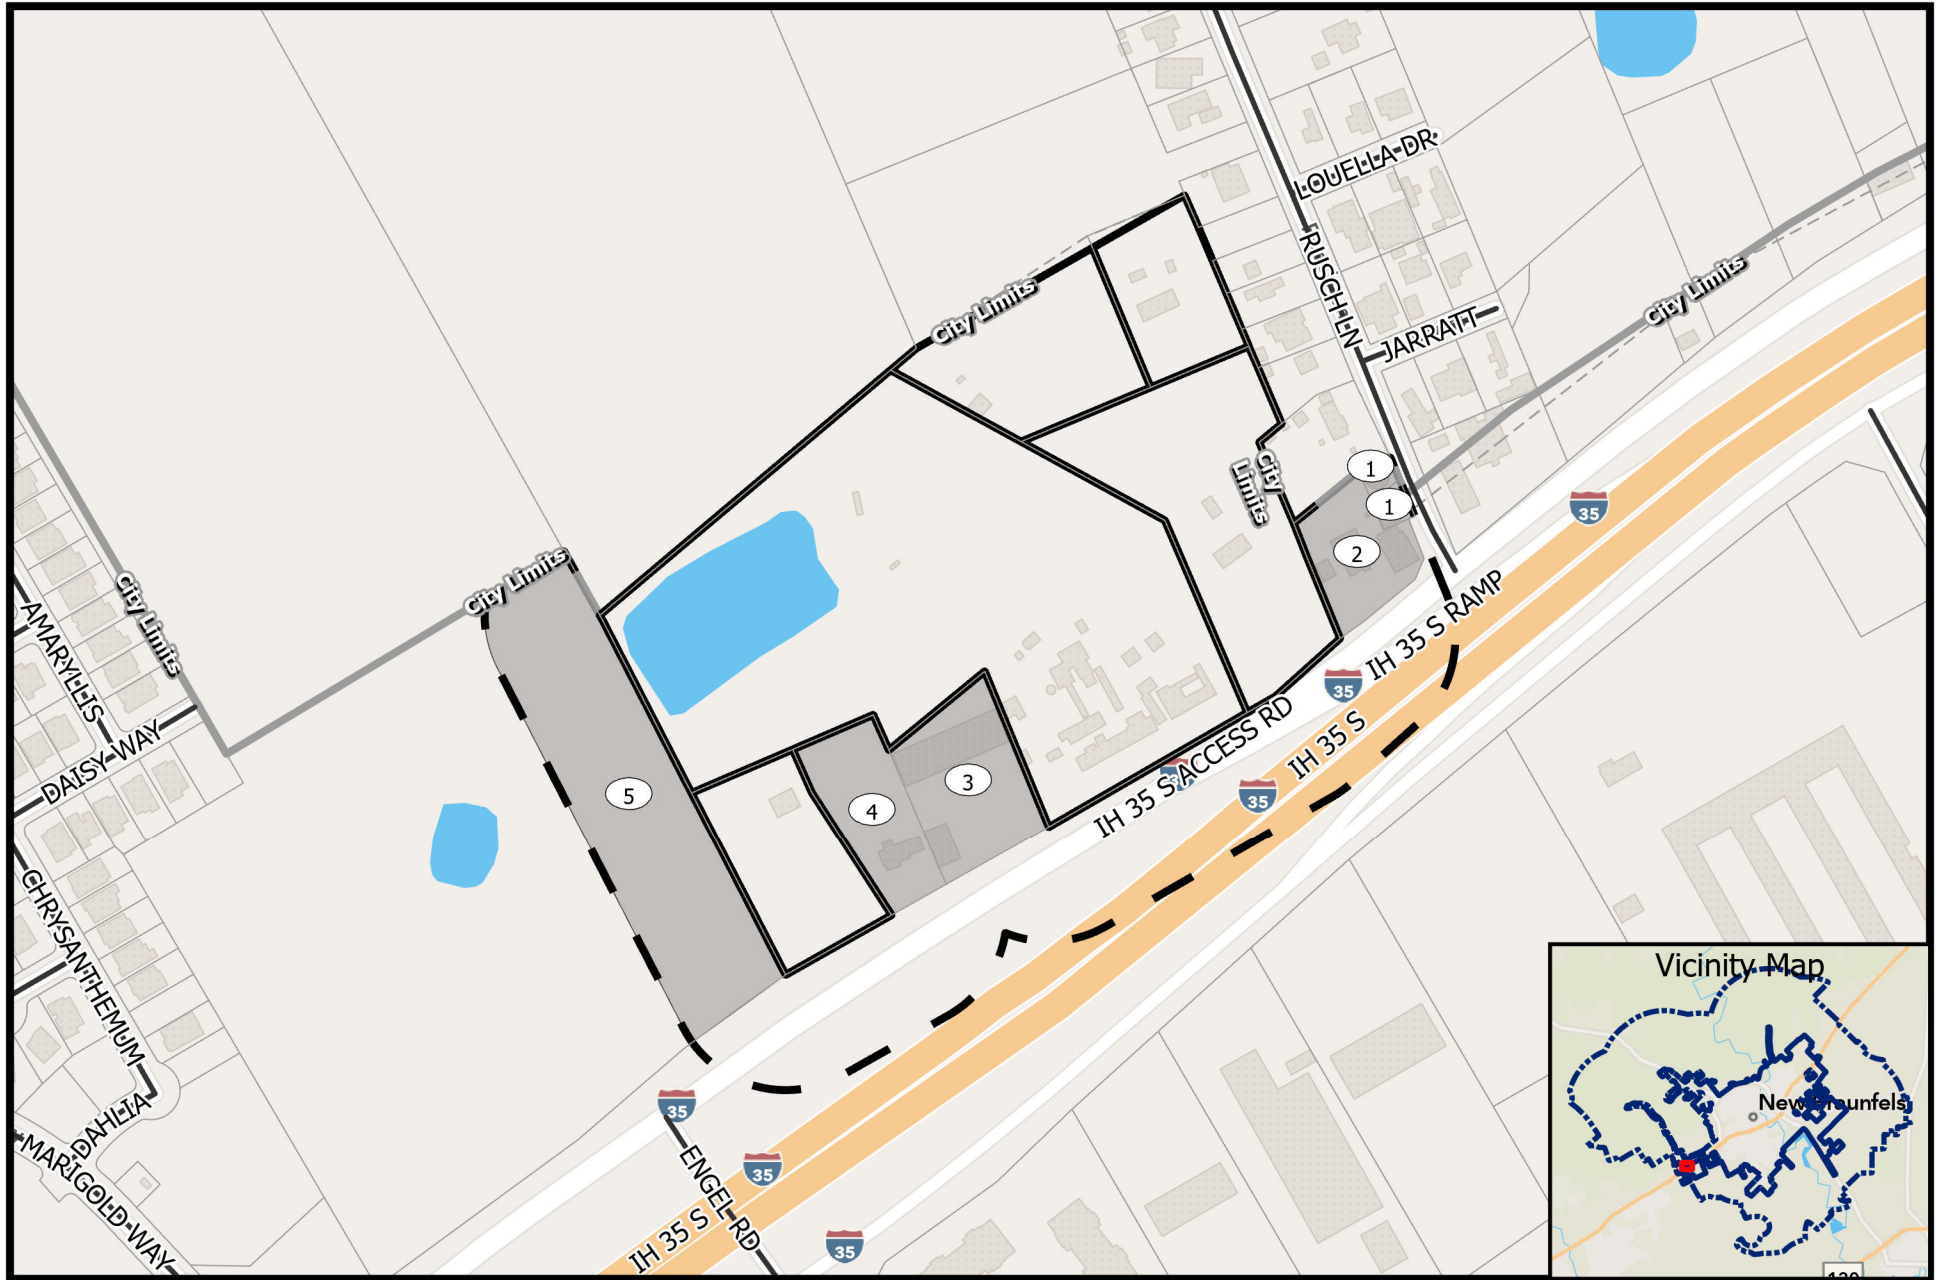 LOUELLA DR
RUSCH LN
City Limits
City Limits
JARRATT
City
Limits
1
1
2
35
City Limits
City Limits
AMARYLLIS
DAISY WAY
IH 35 S RAMP
35
IH 35 S ACCESS RD
IH 35 S
35
5
4
3
CHRYSANTHEMUM
DAHLIA
MARIGOLD WAY
35
35
35
ENGEL RD
IH 35 S
Vicinity Map
New Braunfels